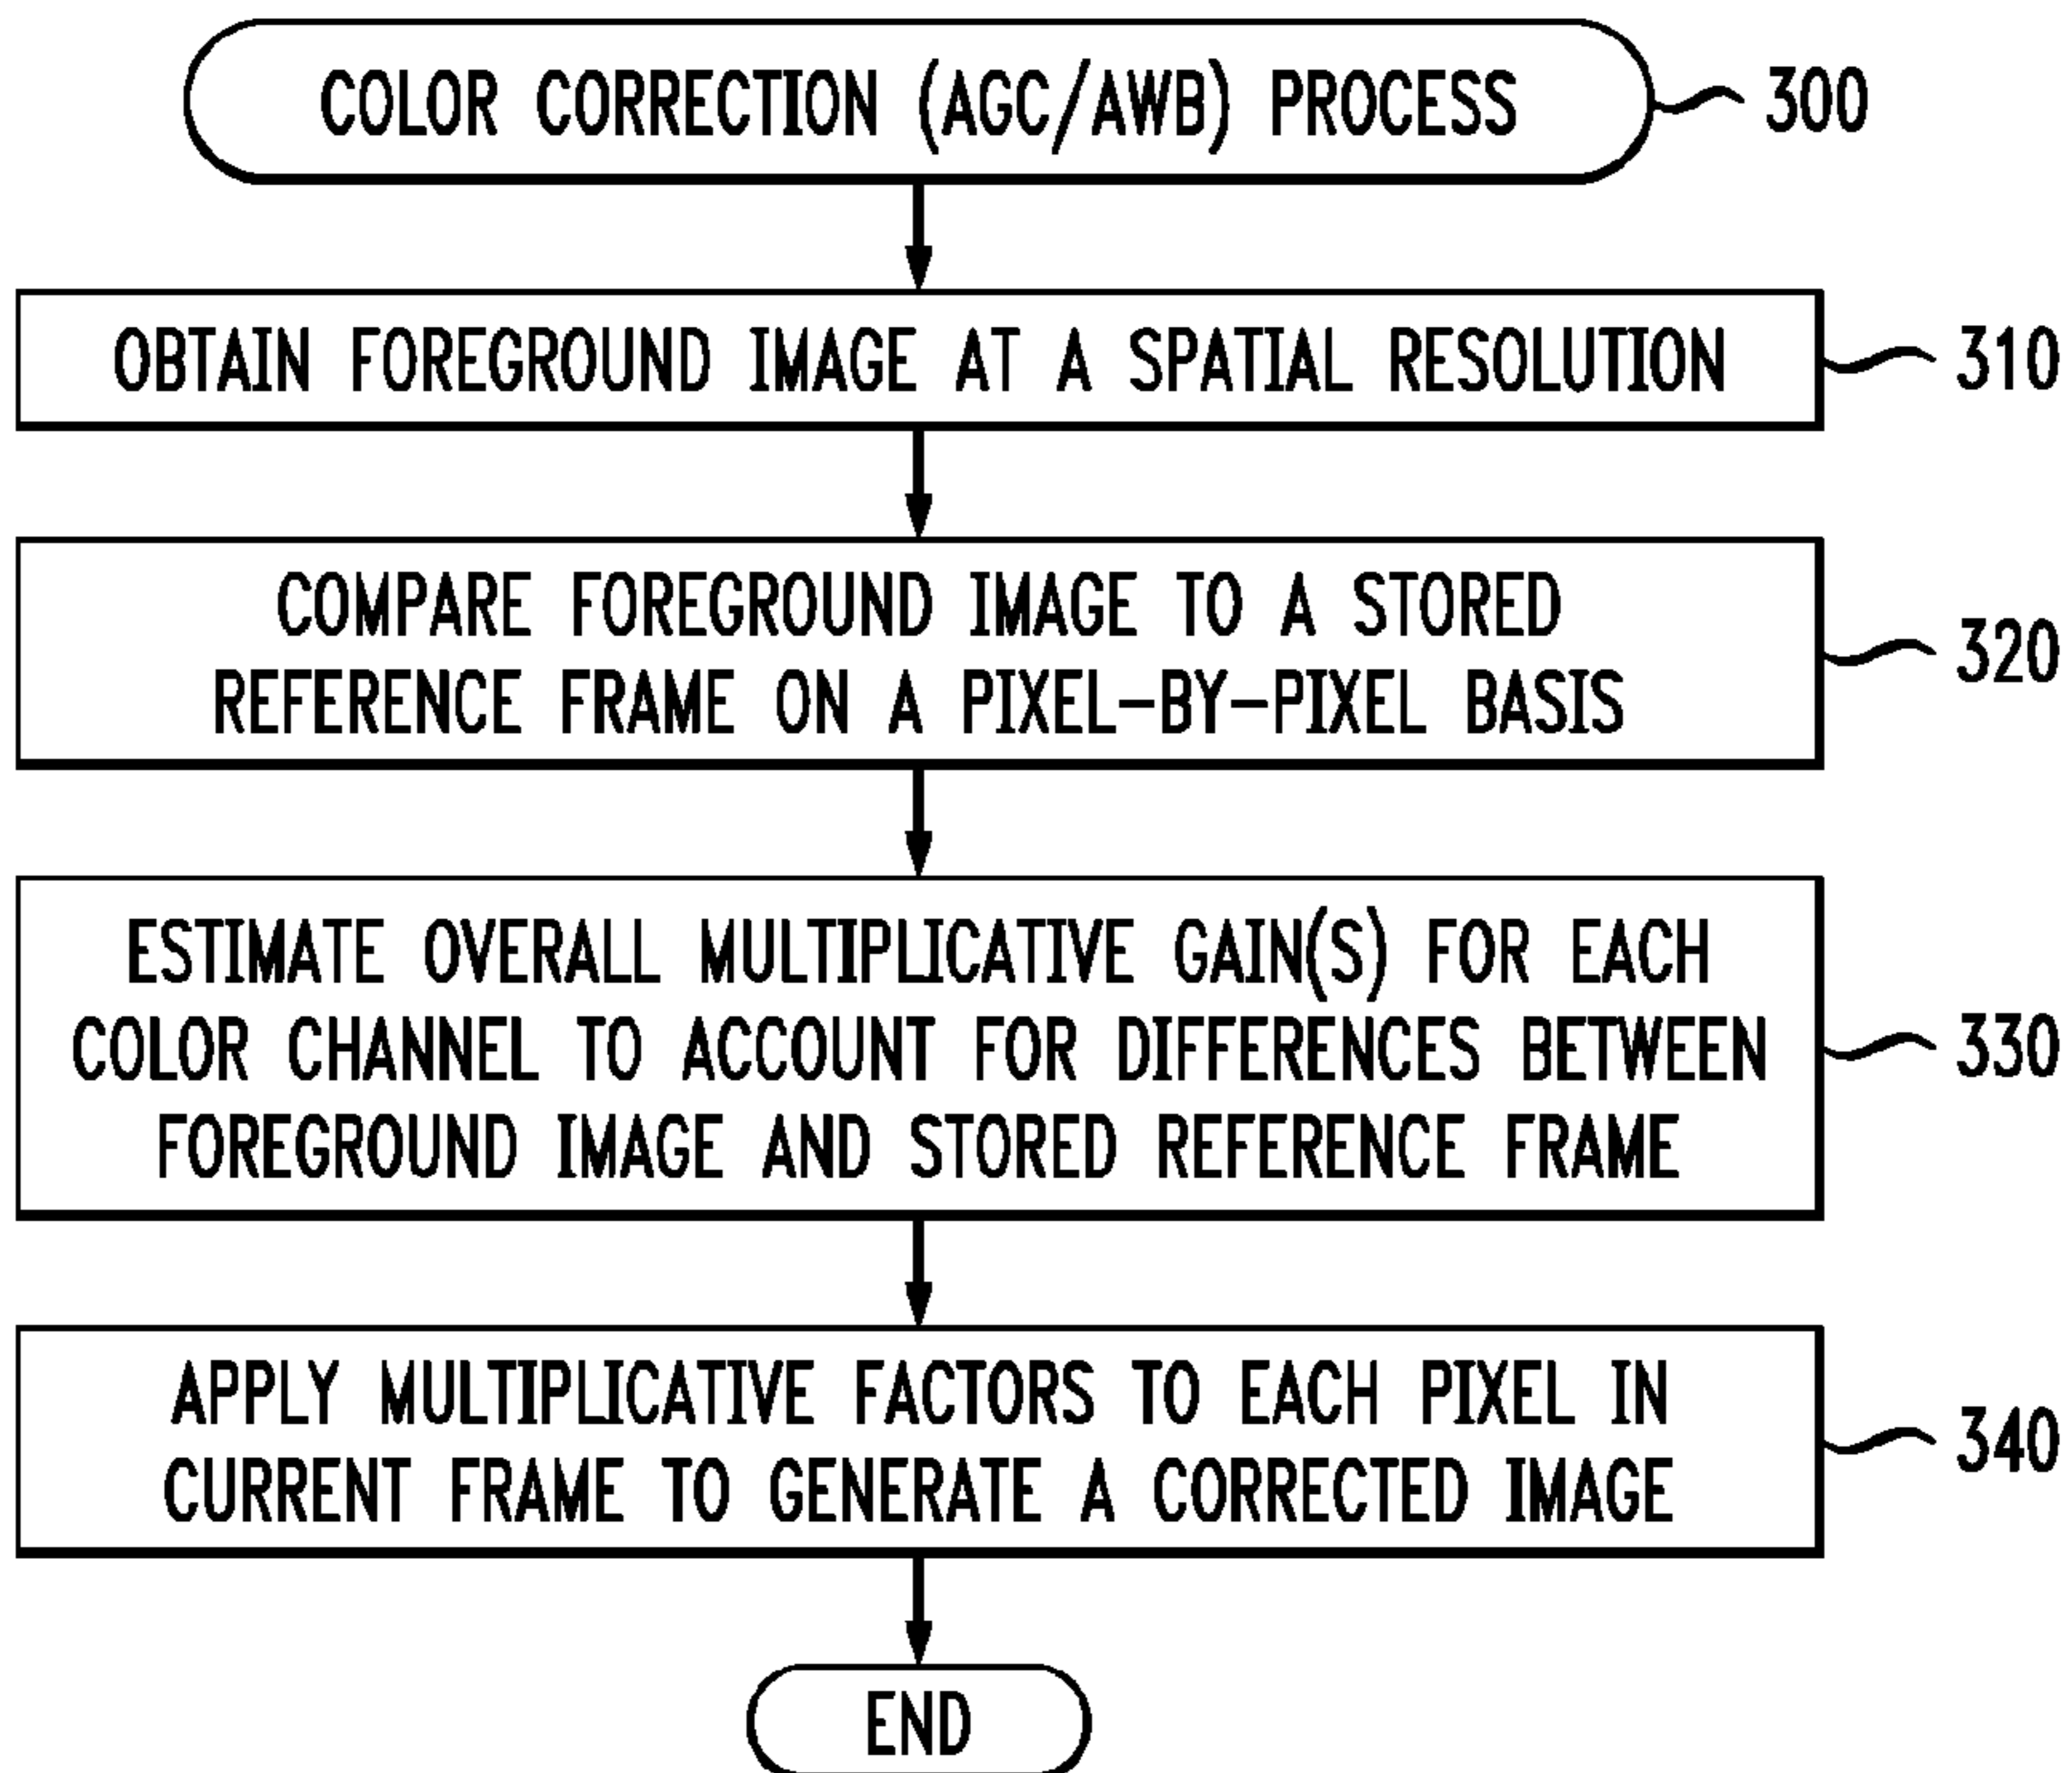 COLOR CORRECTION (AGC/AWB) PROCESS
300
OBTAIN FOREGROUND IMAGE AT A SPATIAL RESOLUTION
310
COMPARE FOREGROUND IMAGE TO A STORED
REFERENCE FRAME ON A PIXEL-BY-PIXEL BASIS
320
ESTIMATE OVERALL MULTIPLICATIVE GAIN(S) FOR EACH
COLOR CHANNEL TO ACCOUNT FOR DIFFERENCES BETWEEN
FOREGROUND IMAGE AND STORED REFERENCE FRAME
330
APPLY MULTIPLICATIVE FACTORS TO EACH PIXEL IN
CURRENT FRAME TO GENERATE A CORRECTED IMAGE
340
END